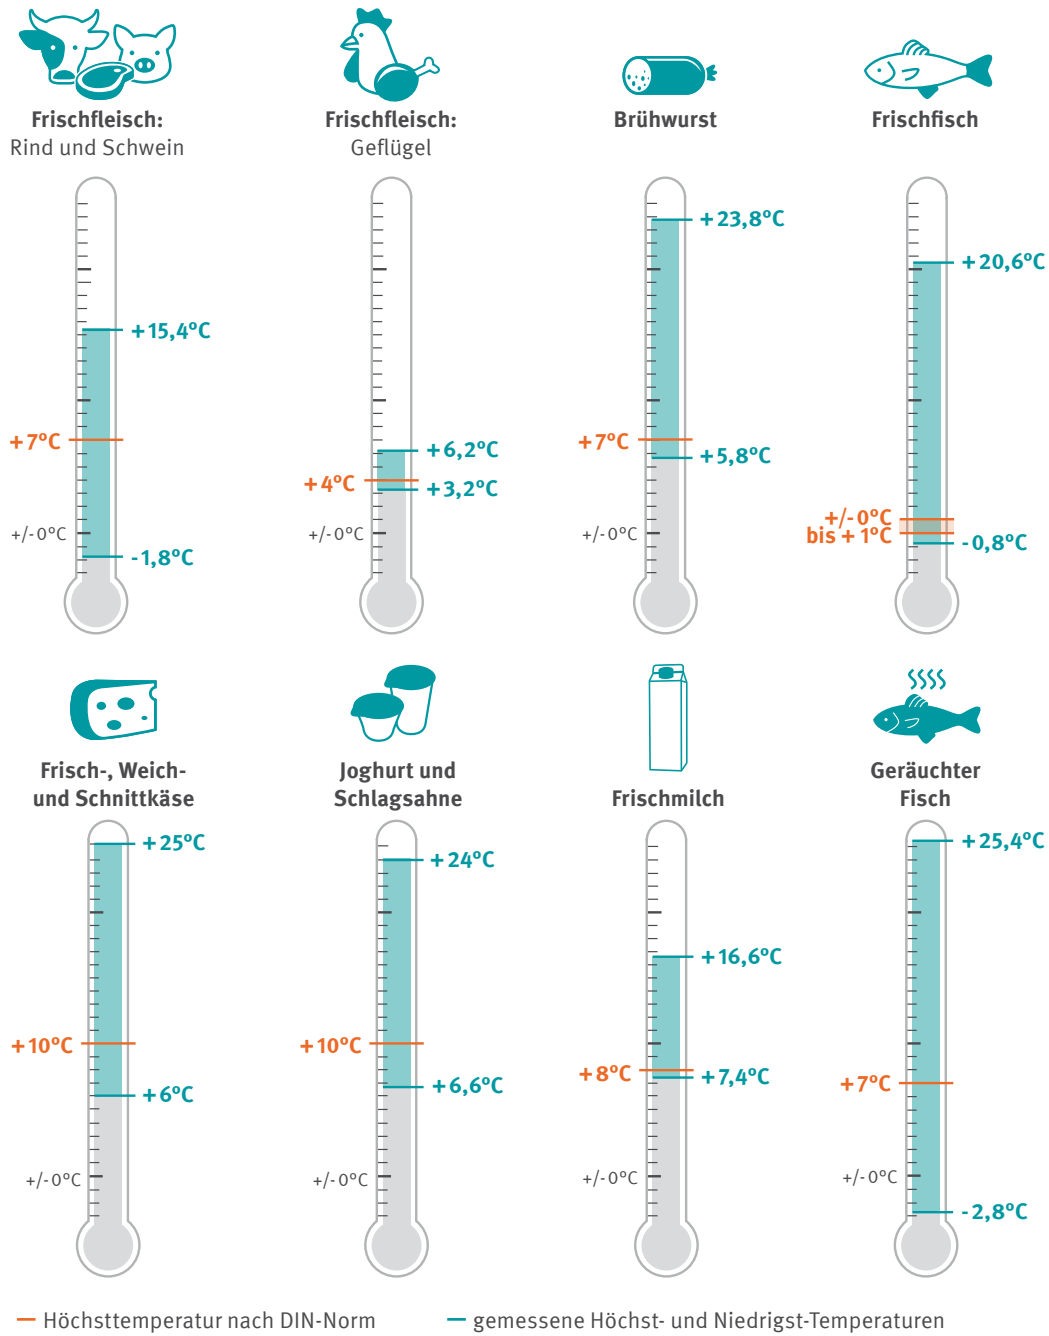 Frischfleisch:
Rind und Schwein
+15,4°C
+7°C
+/-0°C
-1,8°C
Frischfleisch:
Geflügel
+6,2°C
+4°C
+3,2°C
+/-0°C
Brühwurst
+23,8°C
+7°C
+5,8°C
+/-0°C
Frischfisch
+20,6°C
+/-0°C
bis +1°C
-0,8°C
Frisch-, Weich-
und Schnittkäse
+25°C
+10°C
+6°C
+/-0°C
Joghurt und
Schlagsahne
+24°C
+10°C
+6,6°C
+/-0°C
Frischmilch
+16,6°C
+8°C
+7,4°C
+/-0°C
Geräuchter
Fisch
+25,4°C
+7°C
+/-0°C
-2,8°C
Höchsttemperatur nach DIN-Norm
gemessene Höchst- und Niedrigst-Temperaturen